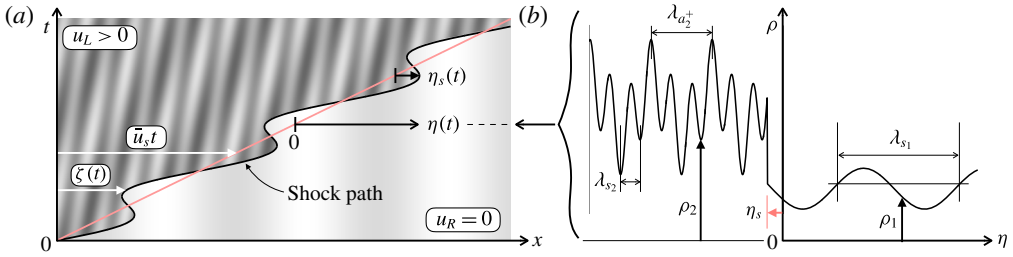 (a)
t
u_L > 0
η_s(t)
ū_s t
0
η(t)
ζ(t)
Shock path
u_R = 0
0
x
(b)
λ_{a_2^+}
ρ
λ_{s_1}
λ_{s_2}
ρ_2
η_s
ρ_1
0
η